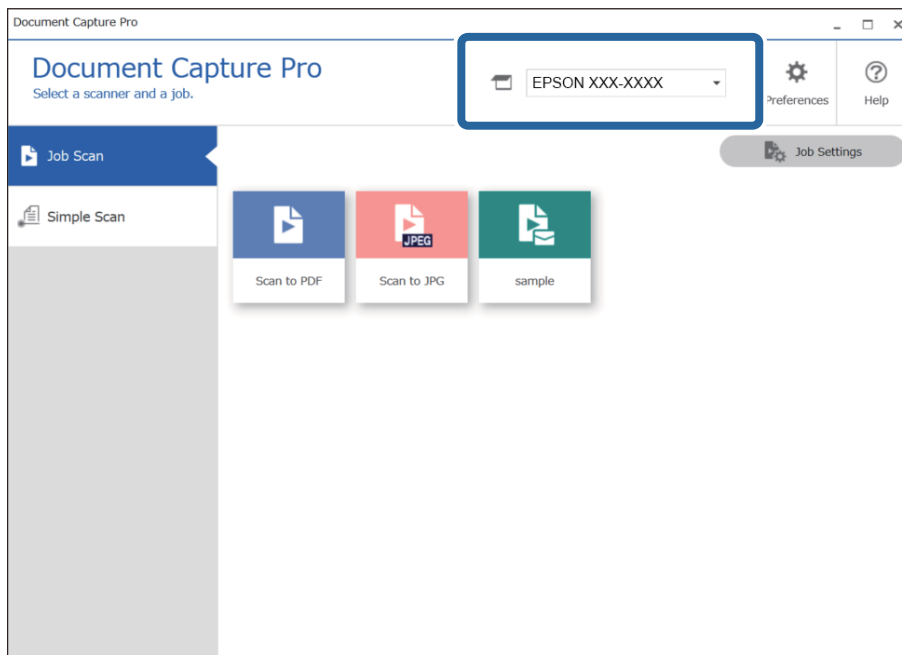 Document Capture Pro
Document Capture Pro
Select a scanner and a job.
EPSON XXX-XXXX
Preferences
Help
Job Scan
Job Settings
Simple Scan
JPEG
Scan to PDF
Scan to JPG
sample